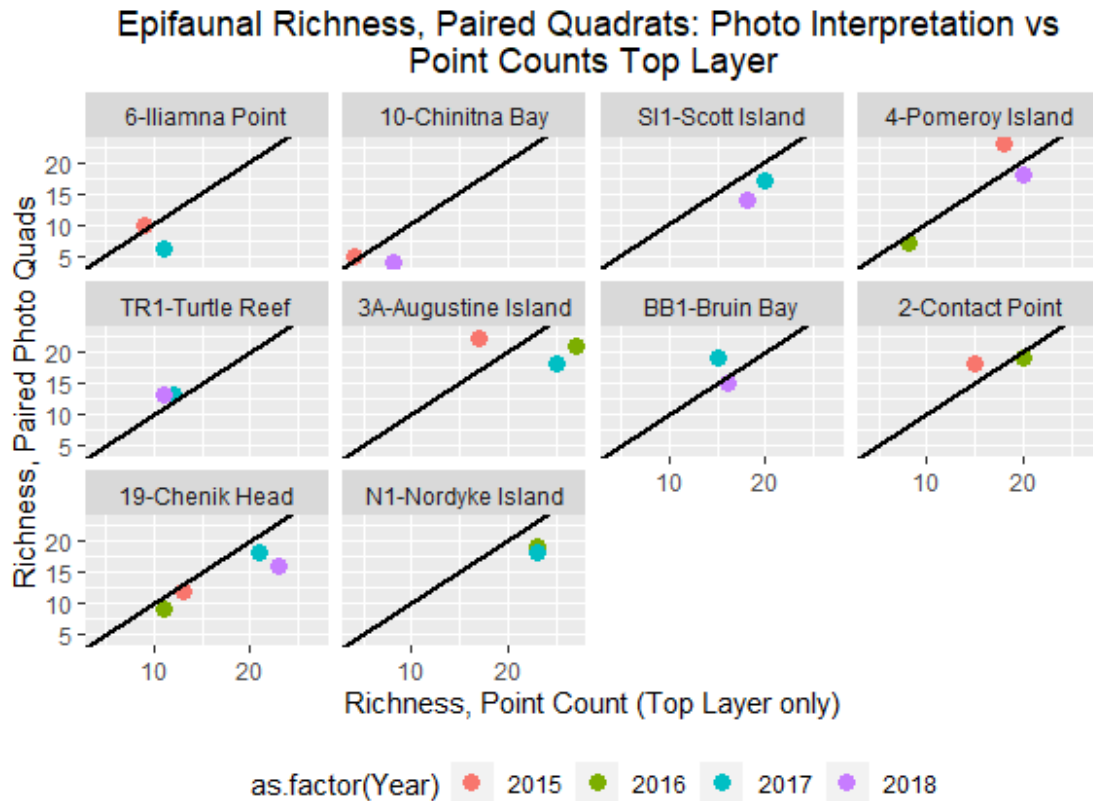 Epifaunal Richness, Paired Quadrats: Photo Interpretation vs
Point Counts Top Layer
Richness, Paired Photo Quads
6-Iliamna Point
10-Chinitna Bay
SI1-Scott Island
4-Pomeroy Island
20
15
10
5
TR1-Turtle Reef
3A-Augustine Island
BB1-Bruin Bay
2-Contact Point
20
15
10
5
10 20
10 20
19-Chenik Head
N1-Nordyke Island
20
15
10
5
10 20
10 20
Richness, Point Count (Top Layer only)
as.factor(Year) 2015 2016 2017 2018